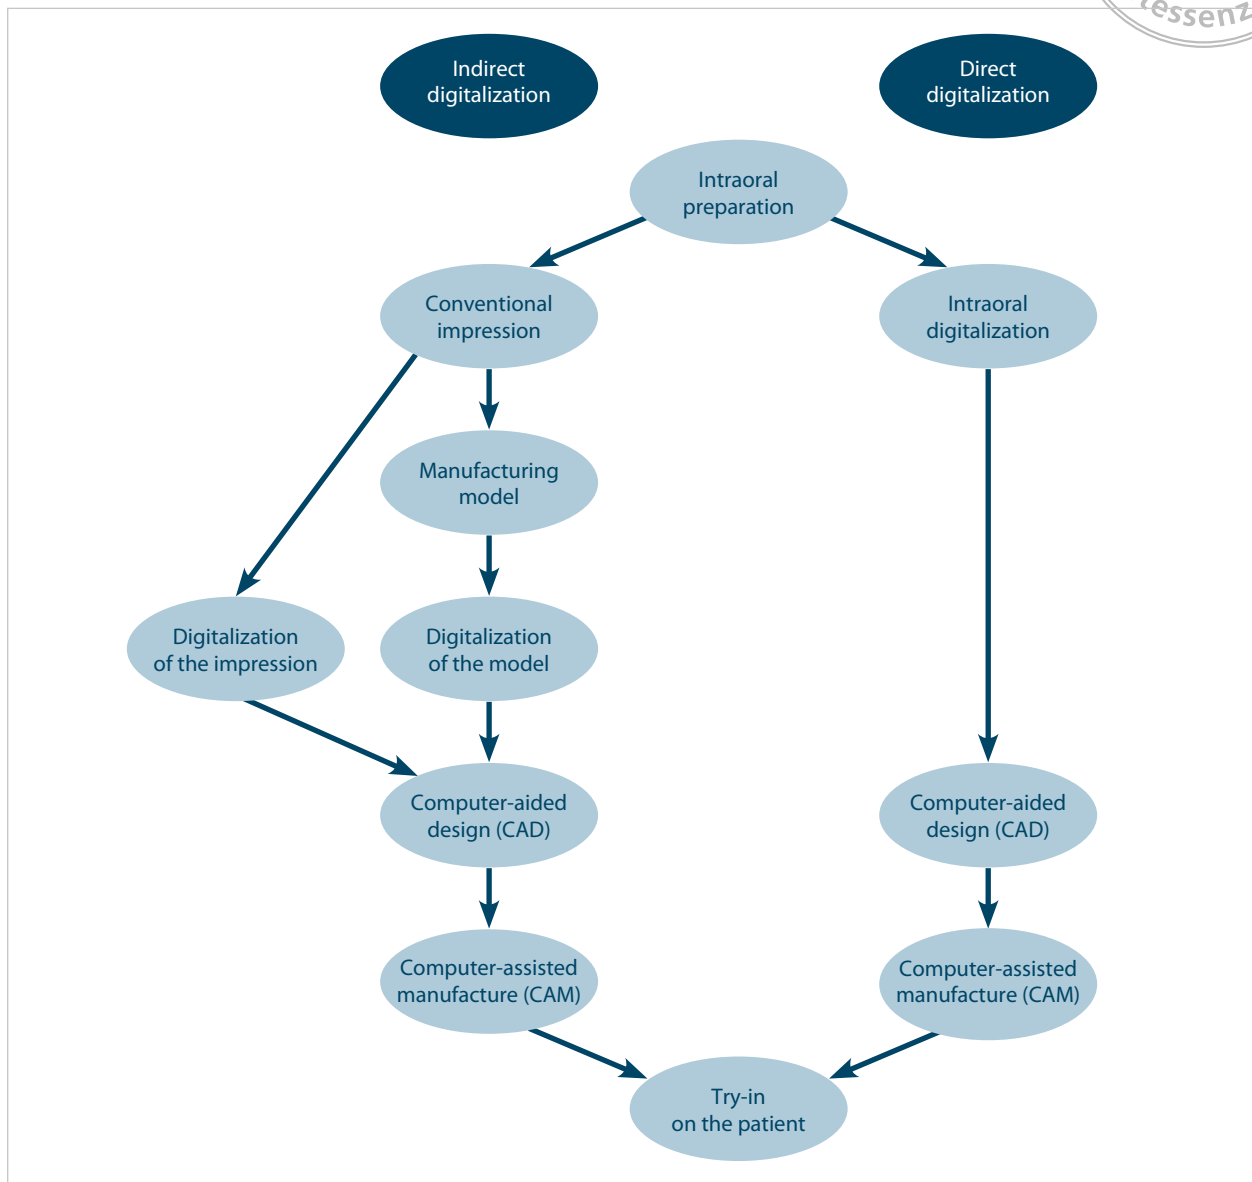 Indirect
digitalization
Direct
digitalization
Intraoral
preparation
Conventional
impression
Intraoral
digitalization
Manufacturing
model
Digitalization
of the impression
Digitalization
of the model
Computer-aided
design (CAD)
Computer-aided
design (CAD)
Computer-assisted
manufacture (CAM)
Computer-assisted
manufacture (CAM)
Try-in
on the patient